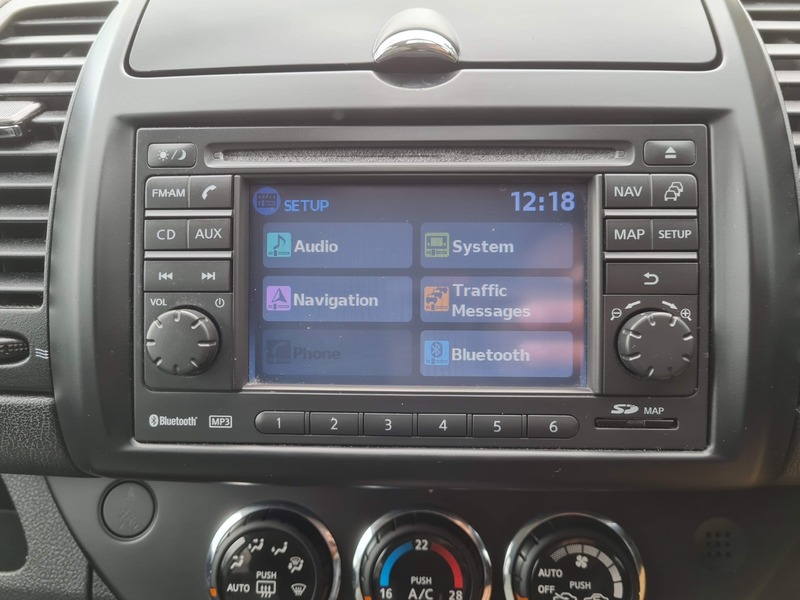 FM•AM
CD AUX
VOL
SETUP 12:18
Audio System
Navigation Traffic
Messages
Phone Bluetooth
NAV
MAP SETUP
Bluetooth MP3
1 2 3 4 5 6
SD MAP
AUTO PUSH
22
16 PUSH 28
A/C
AUTO
OFF PUSH